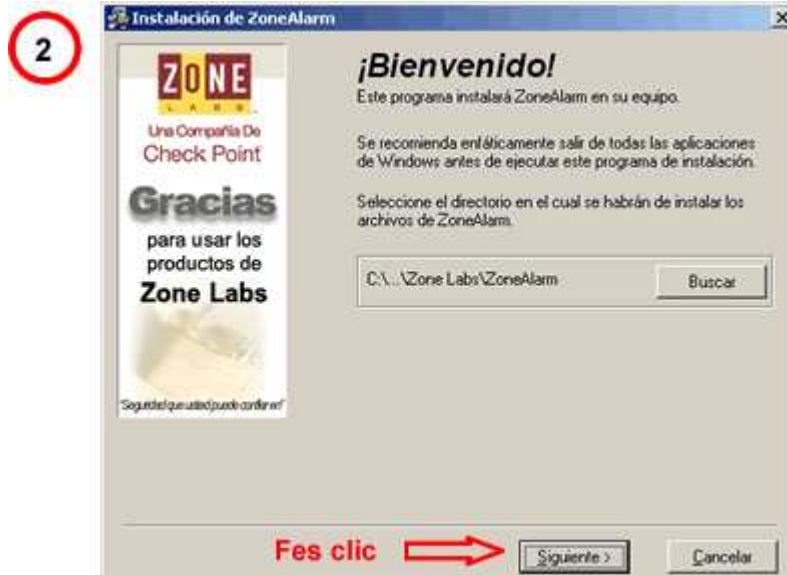 2
Instalación de ZoneAlarm
ZONE
LABS
Una Compañía De
Check Point
Gracias
para usar los
productos de
Zone Labs
"Seguridad que usted puede confiar en"
¡Bienvenido!
Este programa instalará ZoneAlarm en su equipo.
Se recomienda enfáticamente salir de todas las aplicaciones
de Windows antes de ejecutar este programa de instalación.
Seleccione el directorio en el cual se habrán de instalar los
archivos de ZoneAlarm.
C:\...\Zone Labs\ZoneAlarm
Buscar
Fes clic
Siguiente >
Cancelar